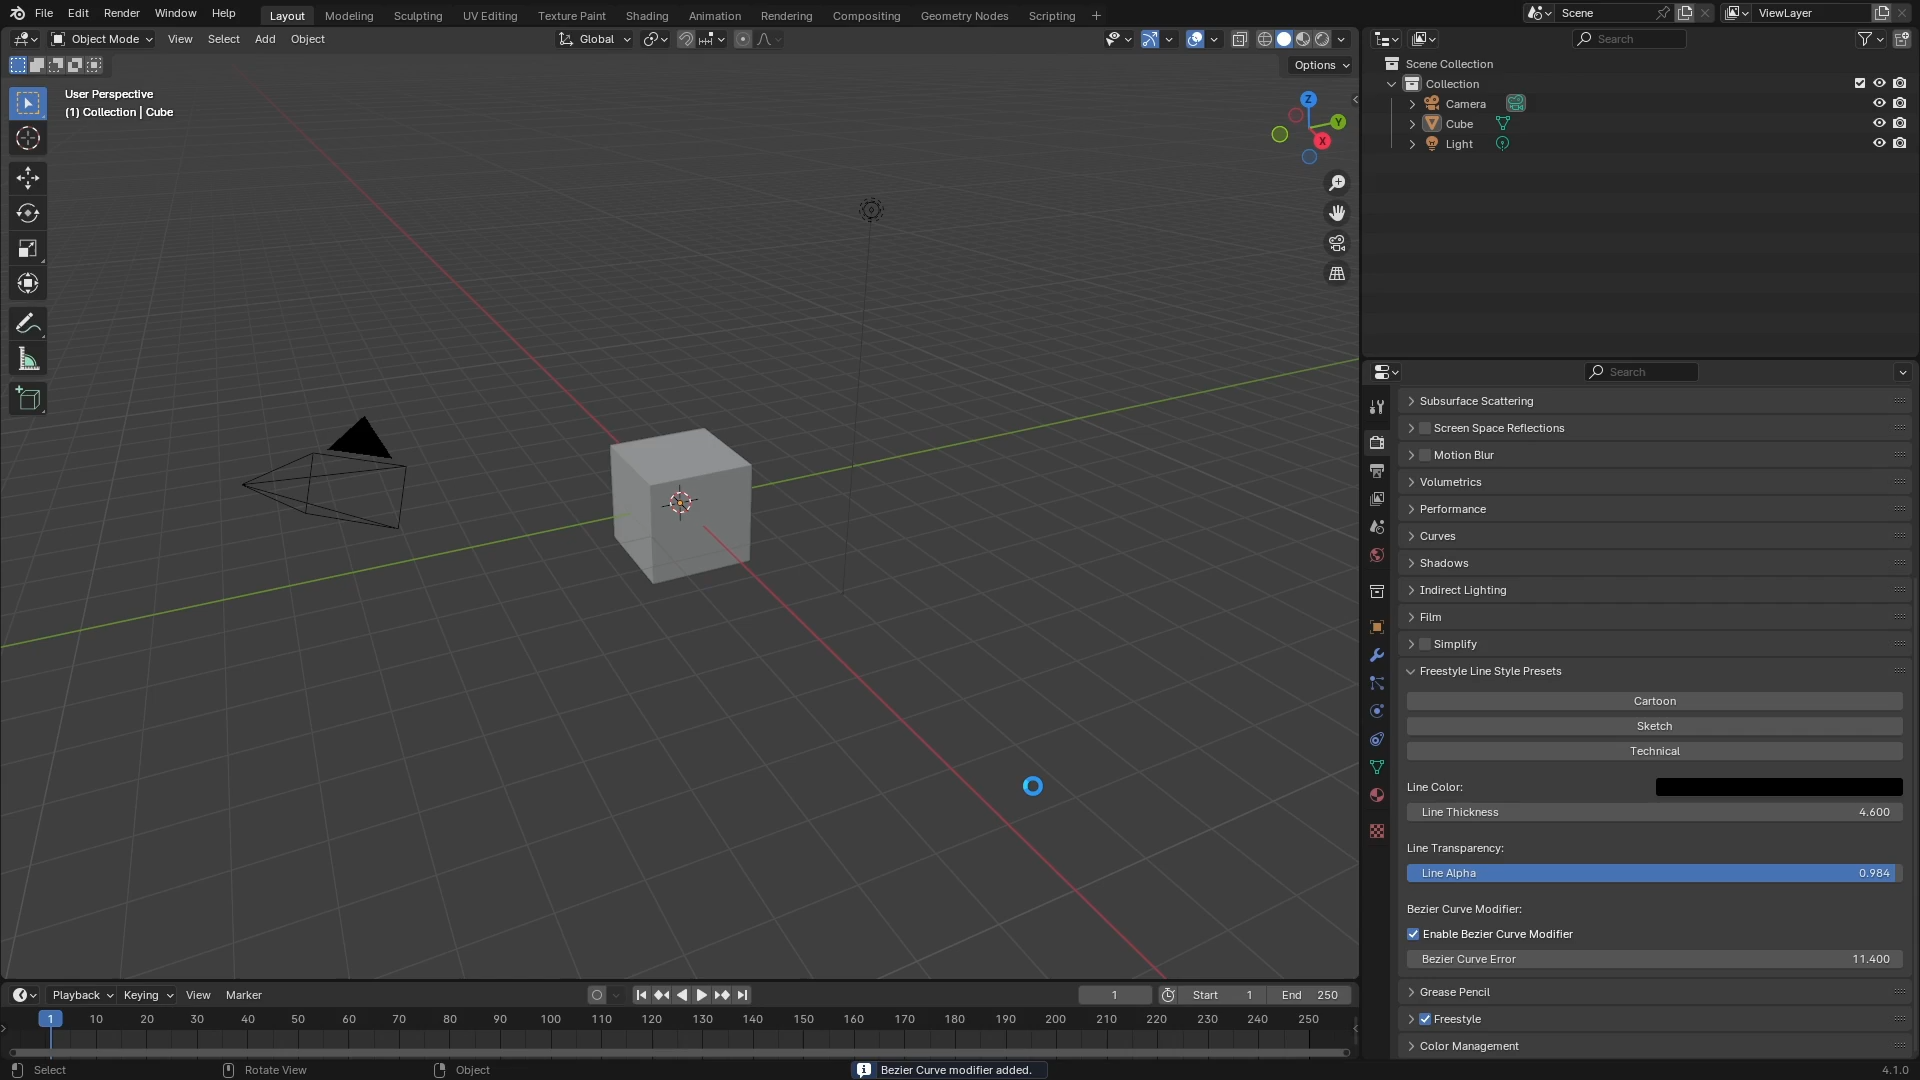 File Edit Render Window Help Layout Modeling Sculpting UV Editing Texture Paint Shading Animation Rendering Compositing Geometry Nodes Scripting + Scene ViewLayer
Object Mode View Select Add Object Global Search
Options
User Perspective
(1) Collection | Cube
Z
Y
X
Scene Collection
Collection
Camera
Cube
Light
Search
Subsurface Scattering
Screen Space Reflections
Motion Blur
Volumetrics
Performance
Curves
Shadows
Indirect Lighting
Film
Simplify
Freestyle Line Style Presets
Cartoon
Sketch
Technical
Line Color:
Line Thickness 4.600
Line Transparency:
Line Alpha 0.984
Bezier Curve Modifier:
Enable Bezier Curve Modifier
Bezier Curve Error 11.400
Grease Pencil
Freestyle
Color Management
Playback Keying View Marker 1 Start 1 End 250
1 10 20 30 40 50 60 70 80 90 100 110 120 130 140 150 160 170 180 190 200 210 220 230 240 250
Select Rotate View Object Bezier Curve modifier added. 4.1.0